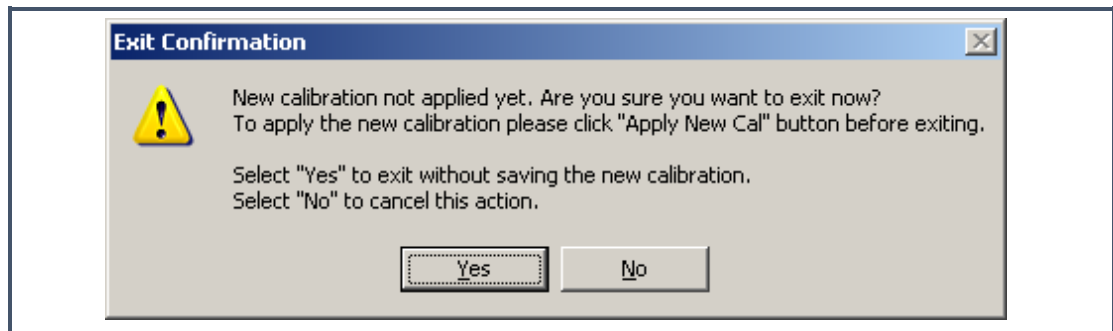 Exit Confirmation
New calibration not applied yet. Are you sure you want to exit now?
To apply the new calibration please click "Apply New Cal" button before exiting.
Select "Yes" to exit without saving the new calibration.
Select "No" to cancel this action.
Yes
No